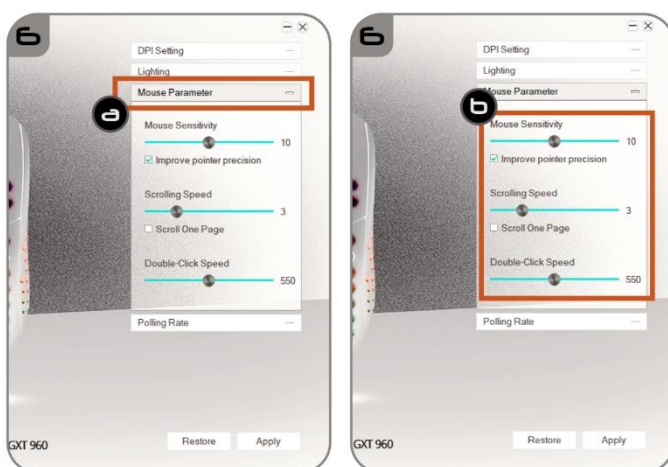 6
DPI Setting
Lighting
Mouse Parameter
a
Mouse Sensitivity
10
Improve pointer precision
Scrolling Speed
3
Scroll One Page
Double-Click Speed
550
Polling Rate
GXT 960
Restore Apply
6
DPI Setting
Lighting
Mouse Parameter
b
Mouse Sensitivity
10
Improve pointer precision
Scrolling Speed
3
Scroll One Page
Double-Click Speed
550
Polling Rate
GXT 960
Restore Apply